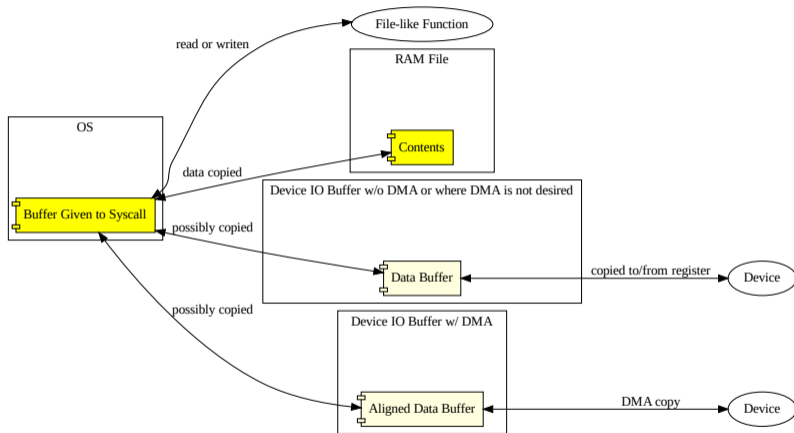 File-like Function
read or writen
RAM File
OS
Contents
data copied
Device IO Buffer w/o DMA or where DMA is not desired
Buffer Given to Syscall
possibly copied
Data Buffer
copied to/from register
Device
possibly copied
Device IO Buffer w/ DMA
Aligned Data Buffer
DMA copy
Device